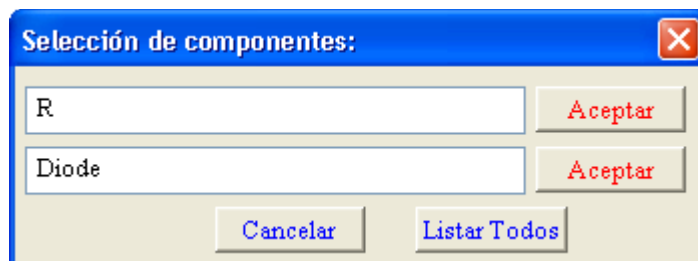 Selección de componentes:
R Aceptar
Diode Aceptar
Cancelar Listar Todos